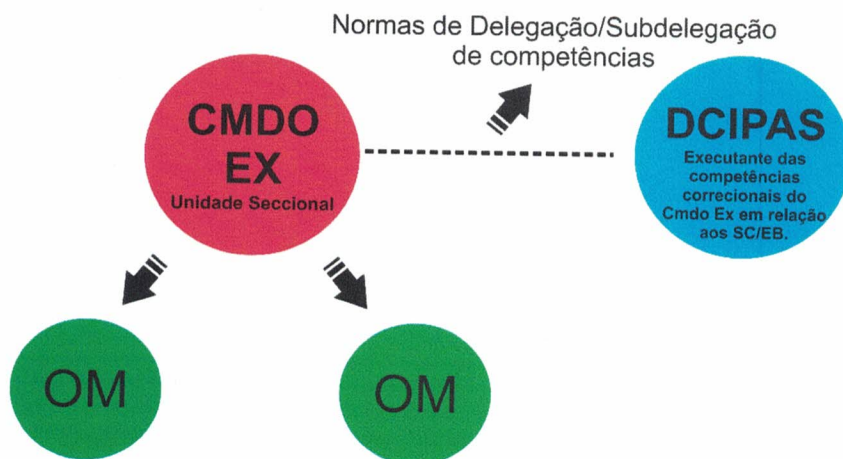 Normas de Delegação/Subdelegação
de competências
CMDO
EX
Unidade Seccional
DCIPAS
Executante das
competências
correcionais do
Cmdo Ex em relação
aos SC/EB.
OM
OM